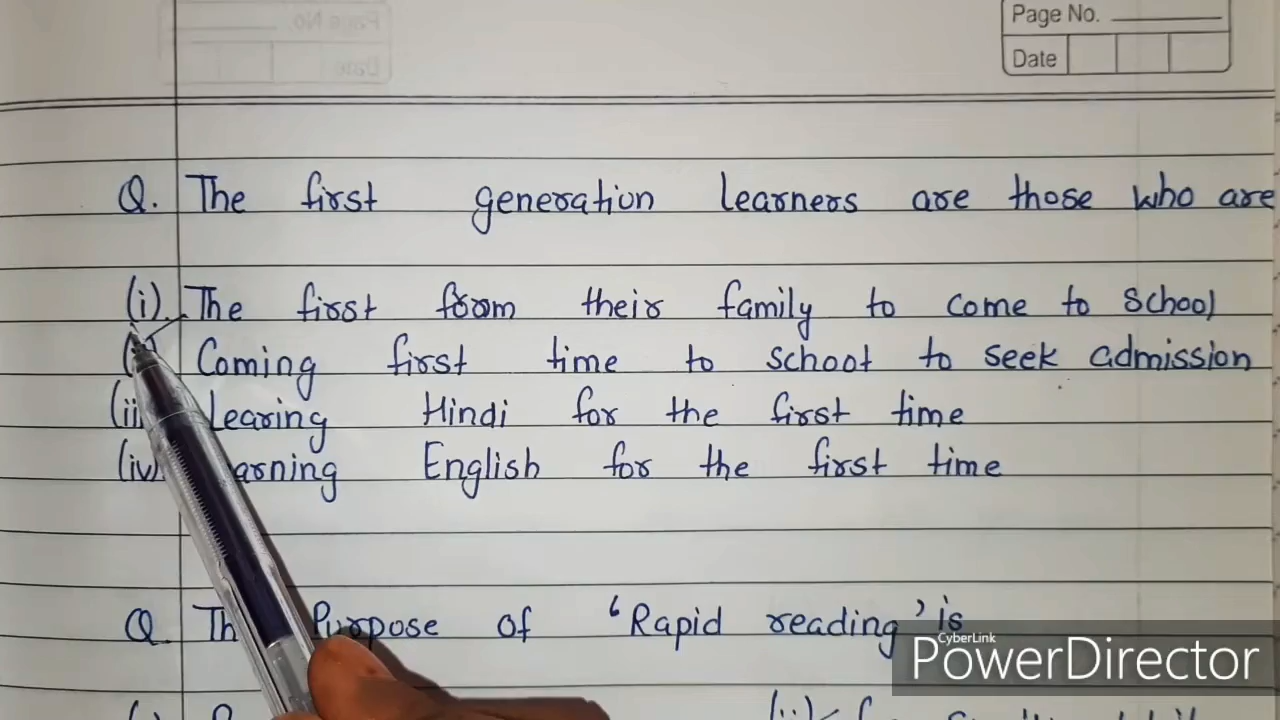 Page No.
Date
Q. The first generation learners are those who are
(i). The first from their family to come to school
Coming first time to school to seek admission
Learing Hindi for the first time
(iv) English for the first time
Q. Purpose of 'Rapid reading' is
CyberLink
PowerDirector